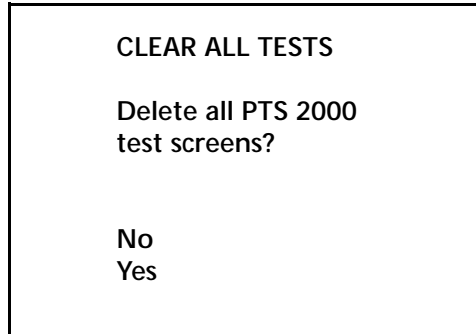 CLEAR ALL TESTS
Delete all PTS 2000
test screens?
No
Yes